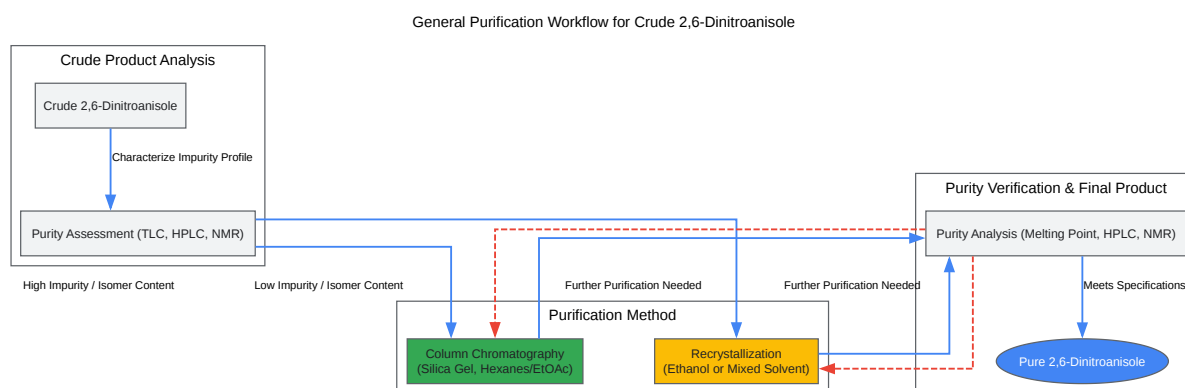 General Purification Workflow for Crude 2,6-Dinitroanisole
Crude Product Analysis
Crude 2,6-Dinitroanisole
Characterize Impurity Profile
Purity Assessment (TLC, HPLC, NMR)
High Impurity / Isomer Content
Low Impurity / Isomer Content
Further Purification Needed
Further Purification Needed
Purification Method
Column Chromatography
(Silica Gel, Hexanes/EtOAc)
Recrystallization
(Ethanol or Mixed Solvent)
Purity Verification & Final Product
Purity Analysis (Melting Point, HPLC, NMR)
Meets Specifications
Pure 2,6-Dinitroanisole